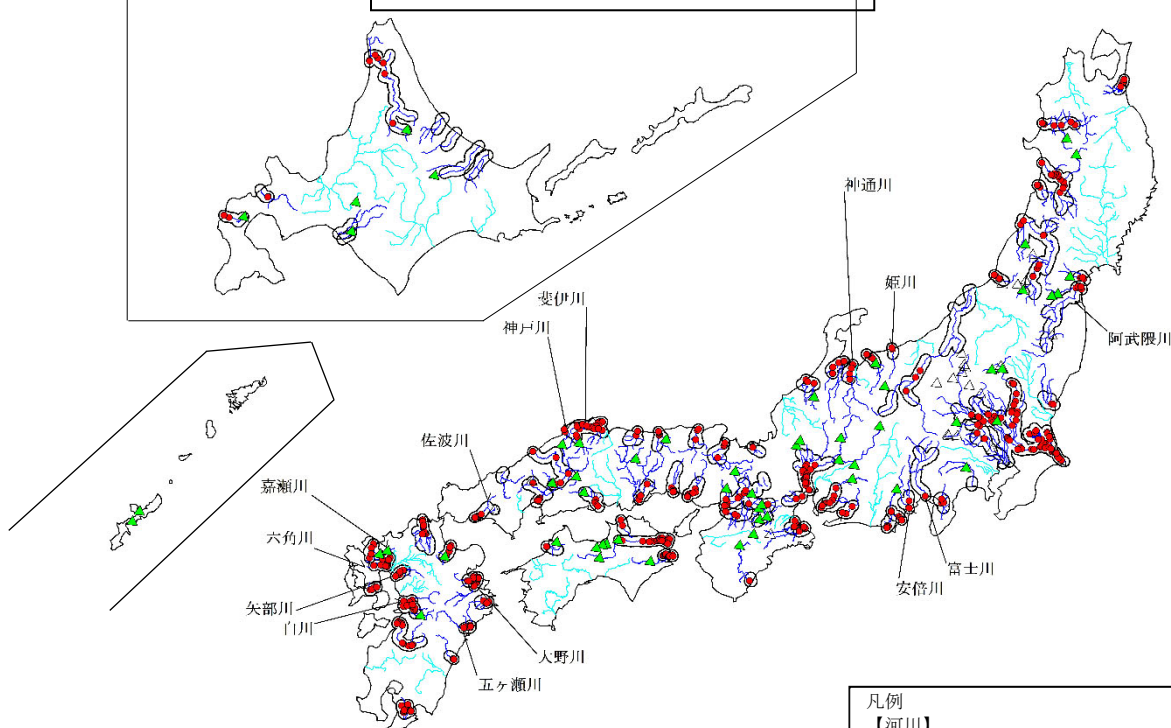 神通川
姫川
斐伊川
神戸川
阿武隈川
佐波川
嘉瀬川
六角川
矢部川
白川
大野川
五ヶ瀬川
富士川
安倍川
凡例
【河川】